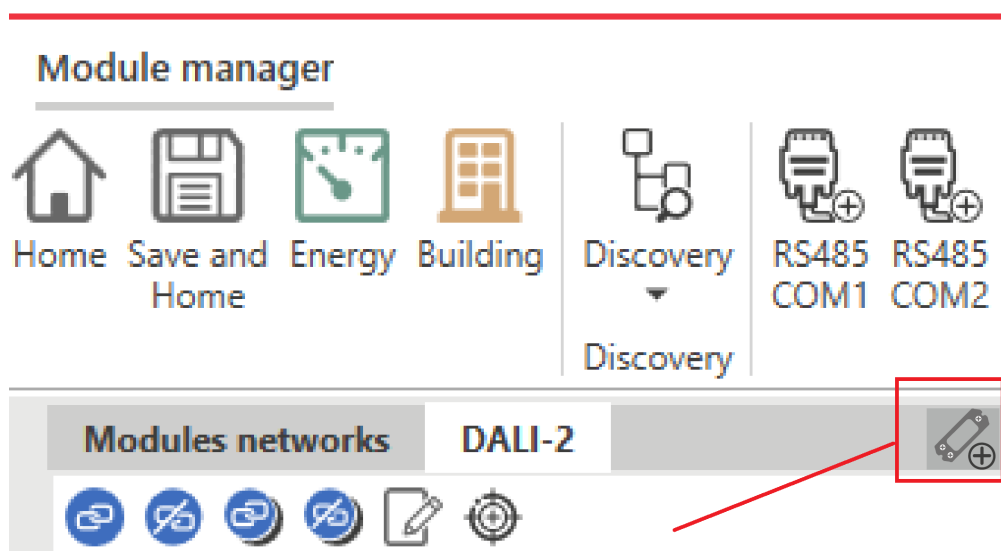 Module manager
Home Save and Home Energy Building Discovery RS485 COM1 RS485 COM2
Discovery
Modules networks DALI-2